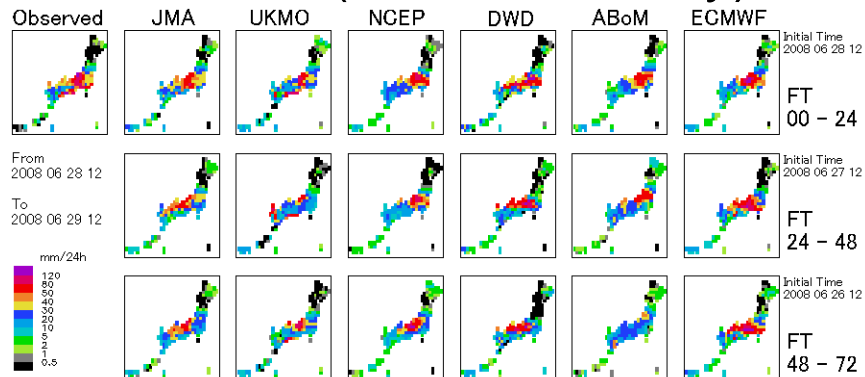 Observed JMA UKMO NCEP DWD ABoM ECMWF
Initial Time
2008 06 28 12
FT
00 - 24
From
2008 06 28 12
To
2008 06 29 12
Initial Time
2008 06 27 12
FT
24 - 48
mm/24h
120
80
50
40
30
20
10
5
2
1
0.5
Initial Time
2008 06 26 12
FT
48 - 72